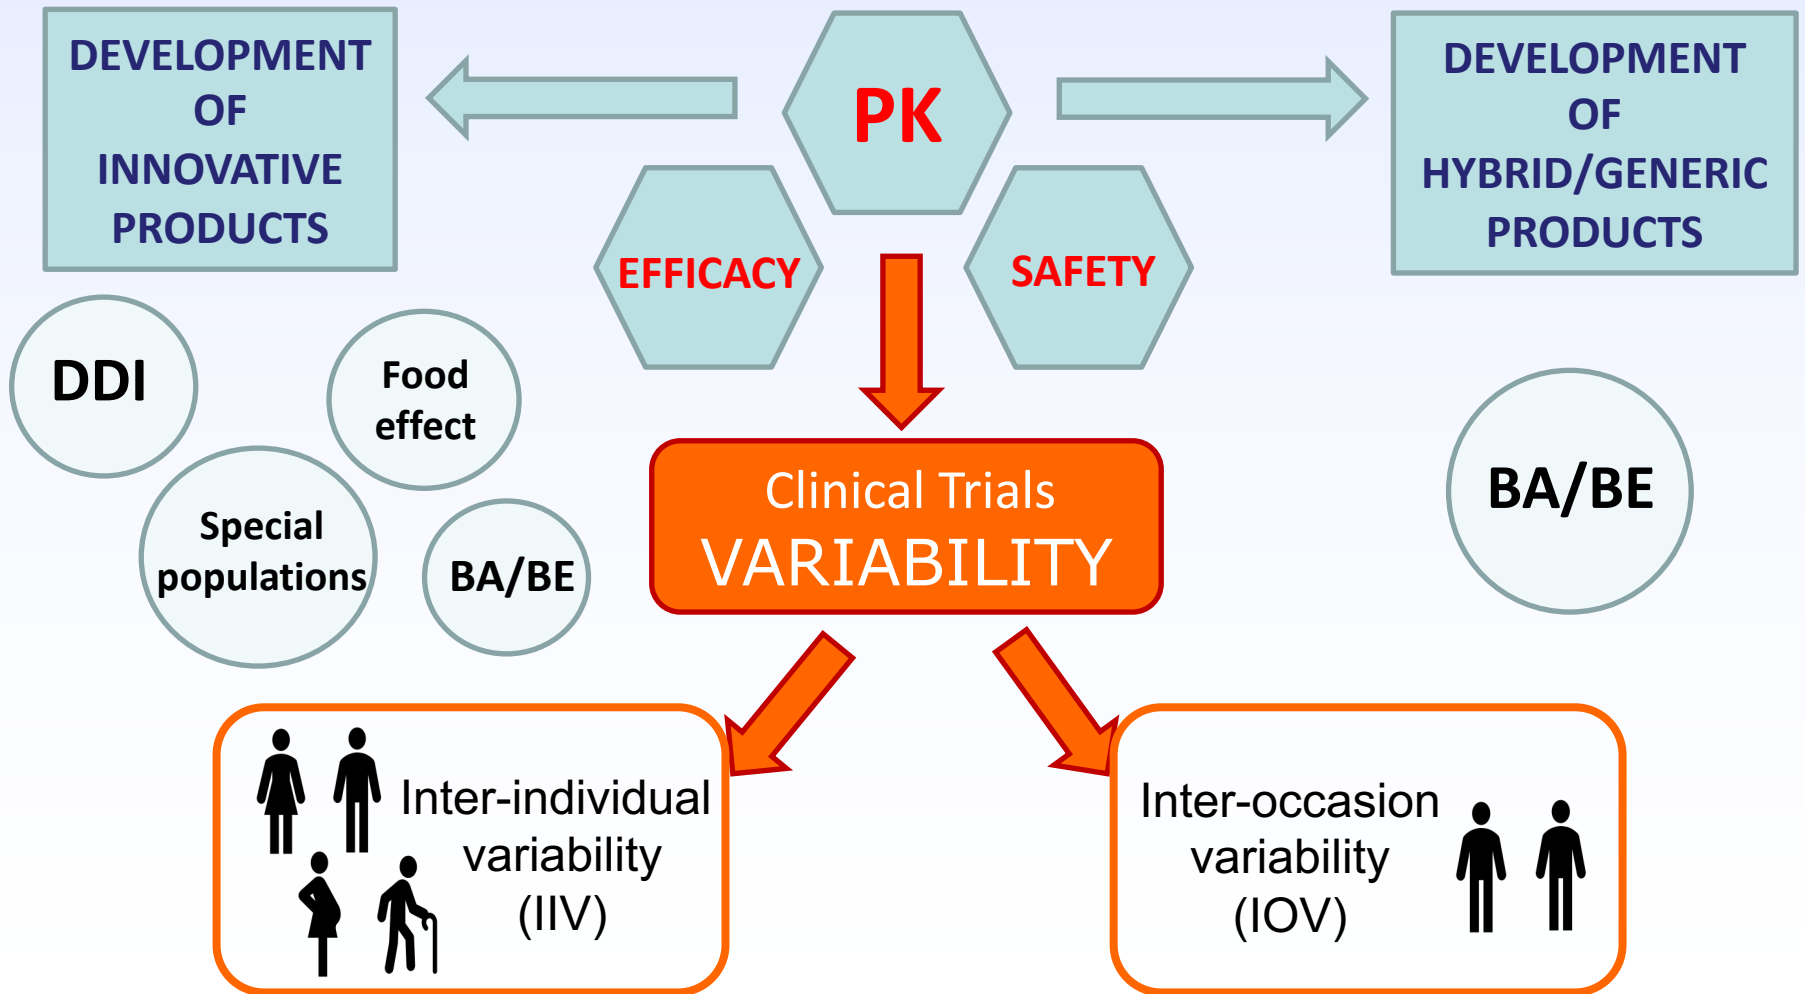 DEVELOPMENT
OF
INNOVATIVE
PRODUCTS
PK
EFFICACY
SAFETY
DEVELOPMENT
OF
HYBRID/GENERIC
PRODUCTS
DDI
Food
effect
Special
populations
BA/BE
Clinical Trials
VARIABILITY
BA/BE
Inter-individual
variability
(IIV)
Inter-occasion
variability
(IOV)